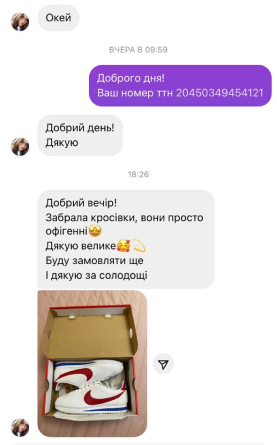 Окей
ВЧЕРА В 09:59
Доброго дня!
Ваш номер ттн 20450349454121
Добрий день!
Дякую
18:26
Добрий вечір!
Забрала кросівки, вони просто
офігенні🤩
Дякую велике🥰 💫
Буду замовляти ще
І дякую за солодощі